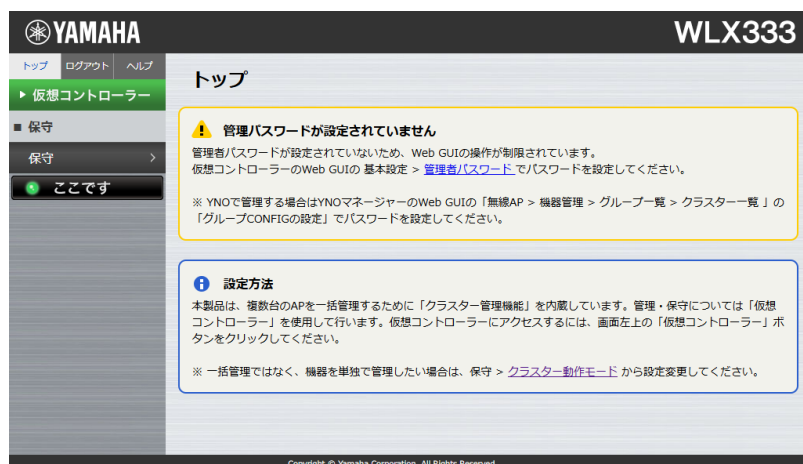 YAMAHA
WLX333
トップ ログアウト ヘルプ
仮想コントローラー
■ 保守
保守
ここです
トップ
管理パスワードが設定されていません
管理者パスワードが設定されていないため、Web GUIの操作が制限されています。
仮想コントローラーのWeb GUIの 基本設定 > 管理者パスワード でパスワードを設定してください。
※ YNOで管理する場合はYNOマネージャーのWeb GUIの「無線AP > 機器管理 > グループ一覧 > クラスター一覧 」の
「グループCONFIGの設定」でパスワードを設定してください。
設定方法
本製品は、複数台のAPを一括管理するために「クラスター管理機能」を内蔵しています。管理・保守については「仮想
コントローラー」を使用して行います。仮想コントローラーにアクセスするには、画面左上の「仮想コントローラー」ボ
タンをクリックしてください。
※ 一括管理ではなく、機器を単独で管理したい場合は、保守 > クラスター動作モード から設定変更してください。
Copyright © Yamaha Corporation. All Rights Reserved.